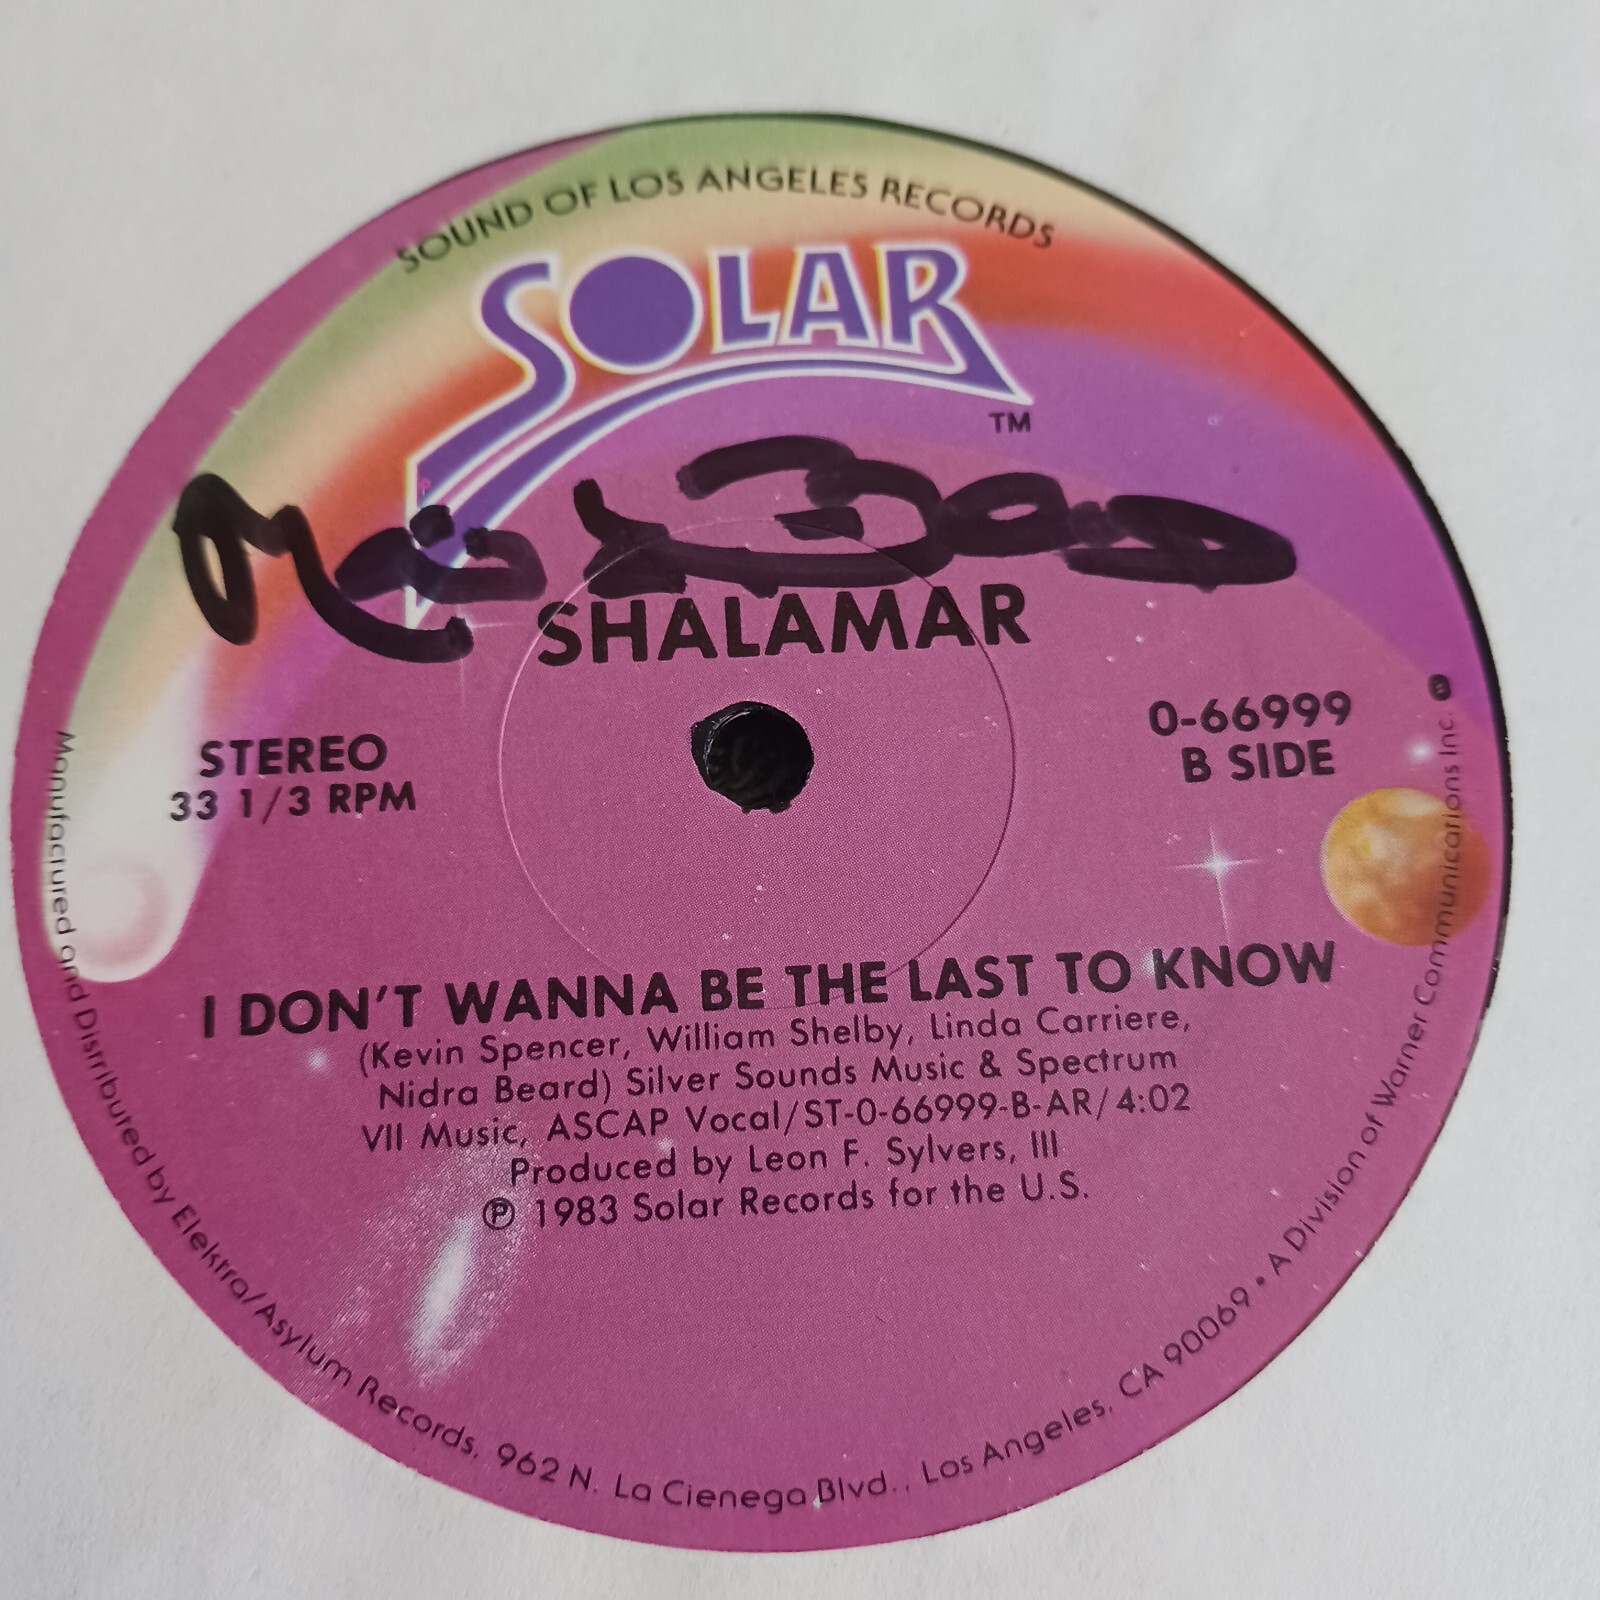 SOUND OF LOS ANGELES RECORDS
SOLAR
TM
SHALAMAR
STEREO
33 1/3 RPM
0-66999
B SIDE
I DON'T WANNA BE THE LAST TO KNOW
(Kevin Spencer, William Shelby, Linda Carriere,
Nidra Beard) Silver Sounds Music & Spectrum
VII Music, ASCAP Vocal/ST-0-66999-B-AR/4:02
Produced by Leon F. Sylvers, III
℗ 1983 Solar Records for the U.S.
Manufactured and Distributed by Elektra/Asylum Records, 962 N. La Cienega Blvd., Los Angeles, CA 90069 • A Division of Warner Communications Inc.